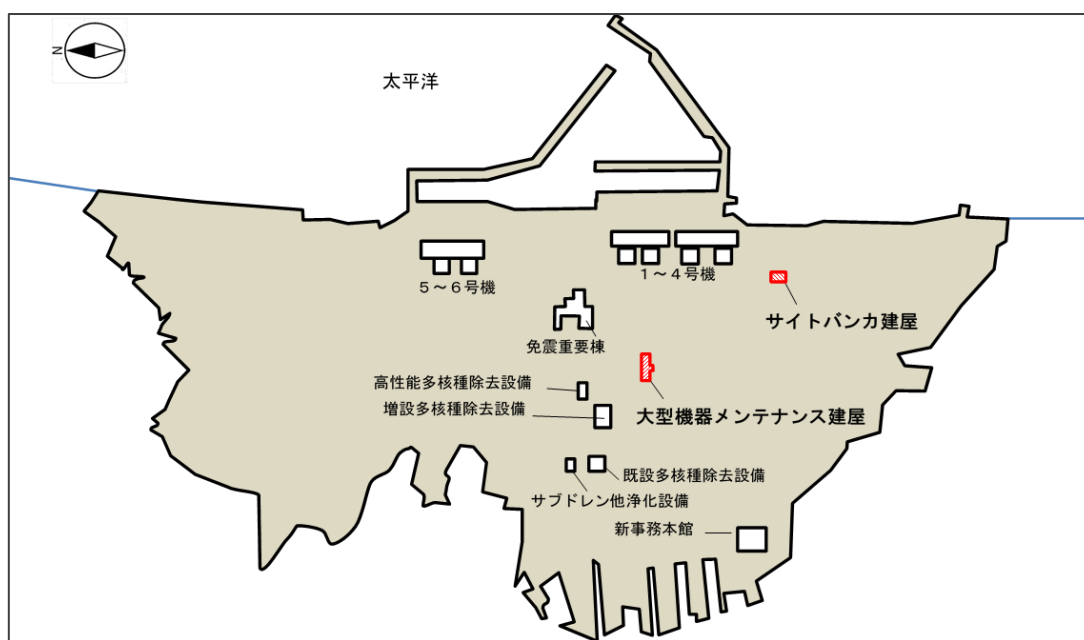 N
太平洋
5~6号機
1~4号機
サイトバンカ建屋
免震重要棟
高性能多核種除去設備
増設多核種除去設備
大型機器メンテナンス建屋
既設多核種除去設備
サブドレン他浄化設備
新事務本館